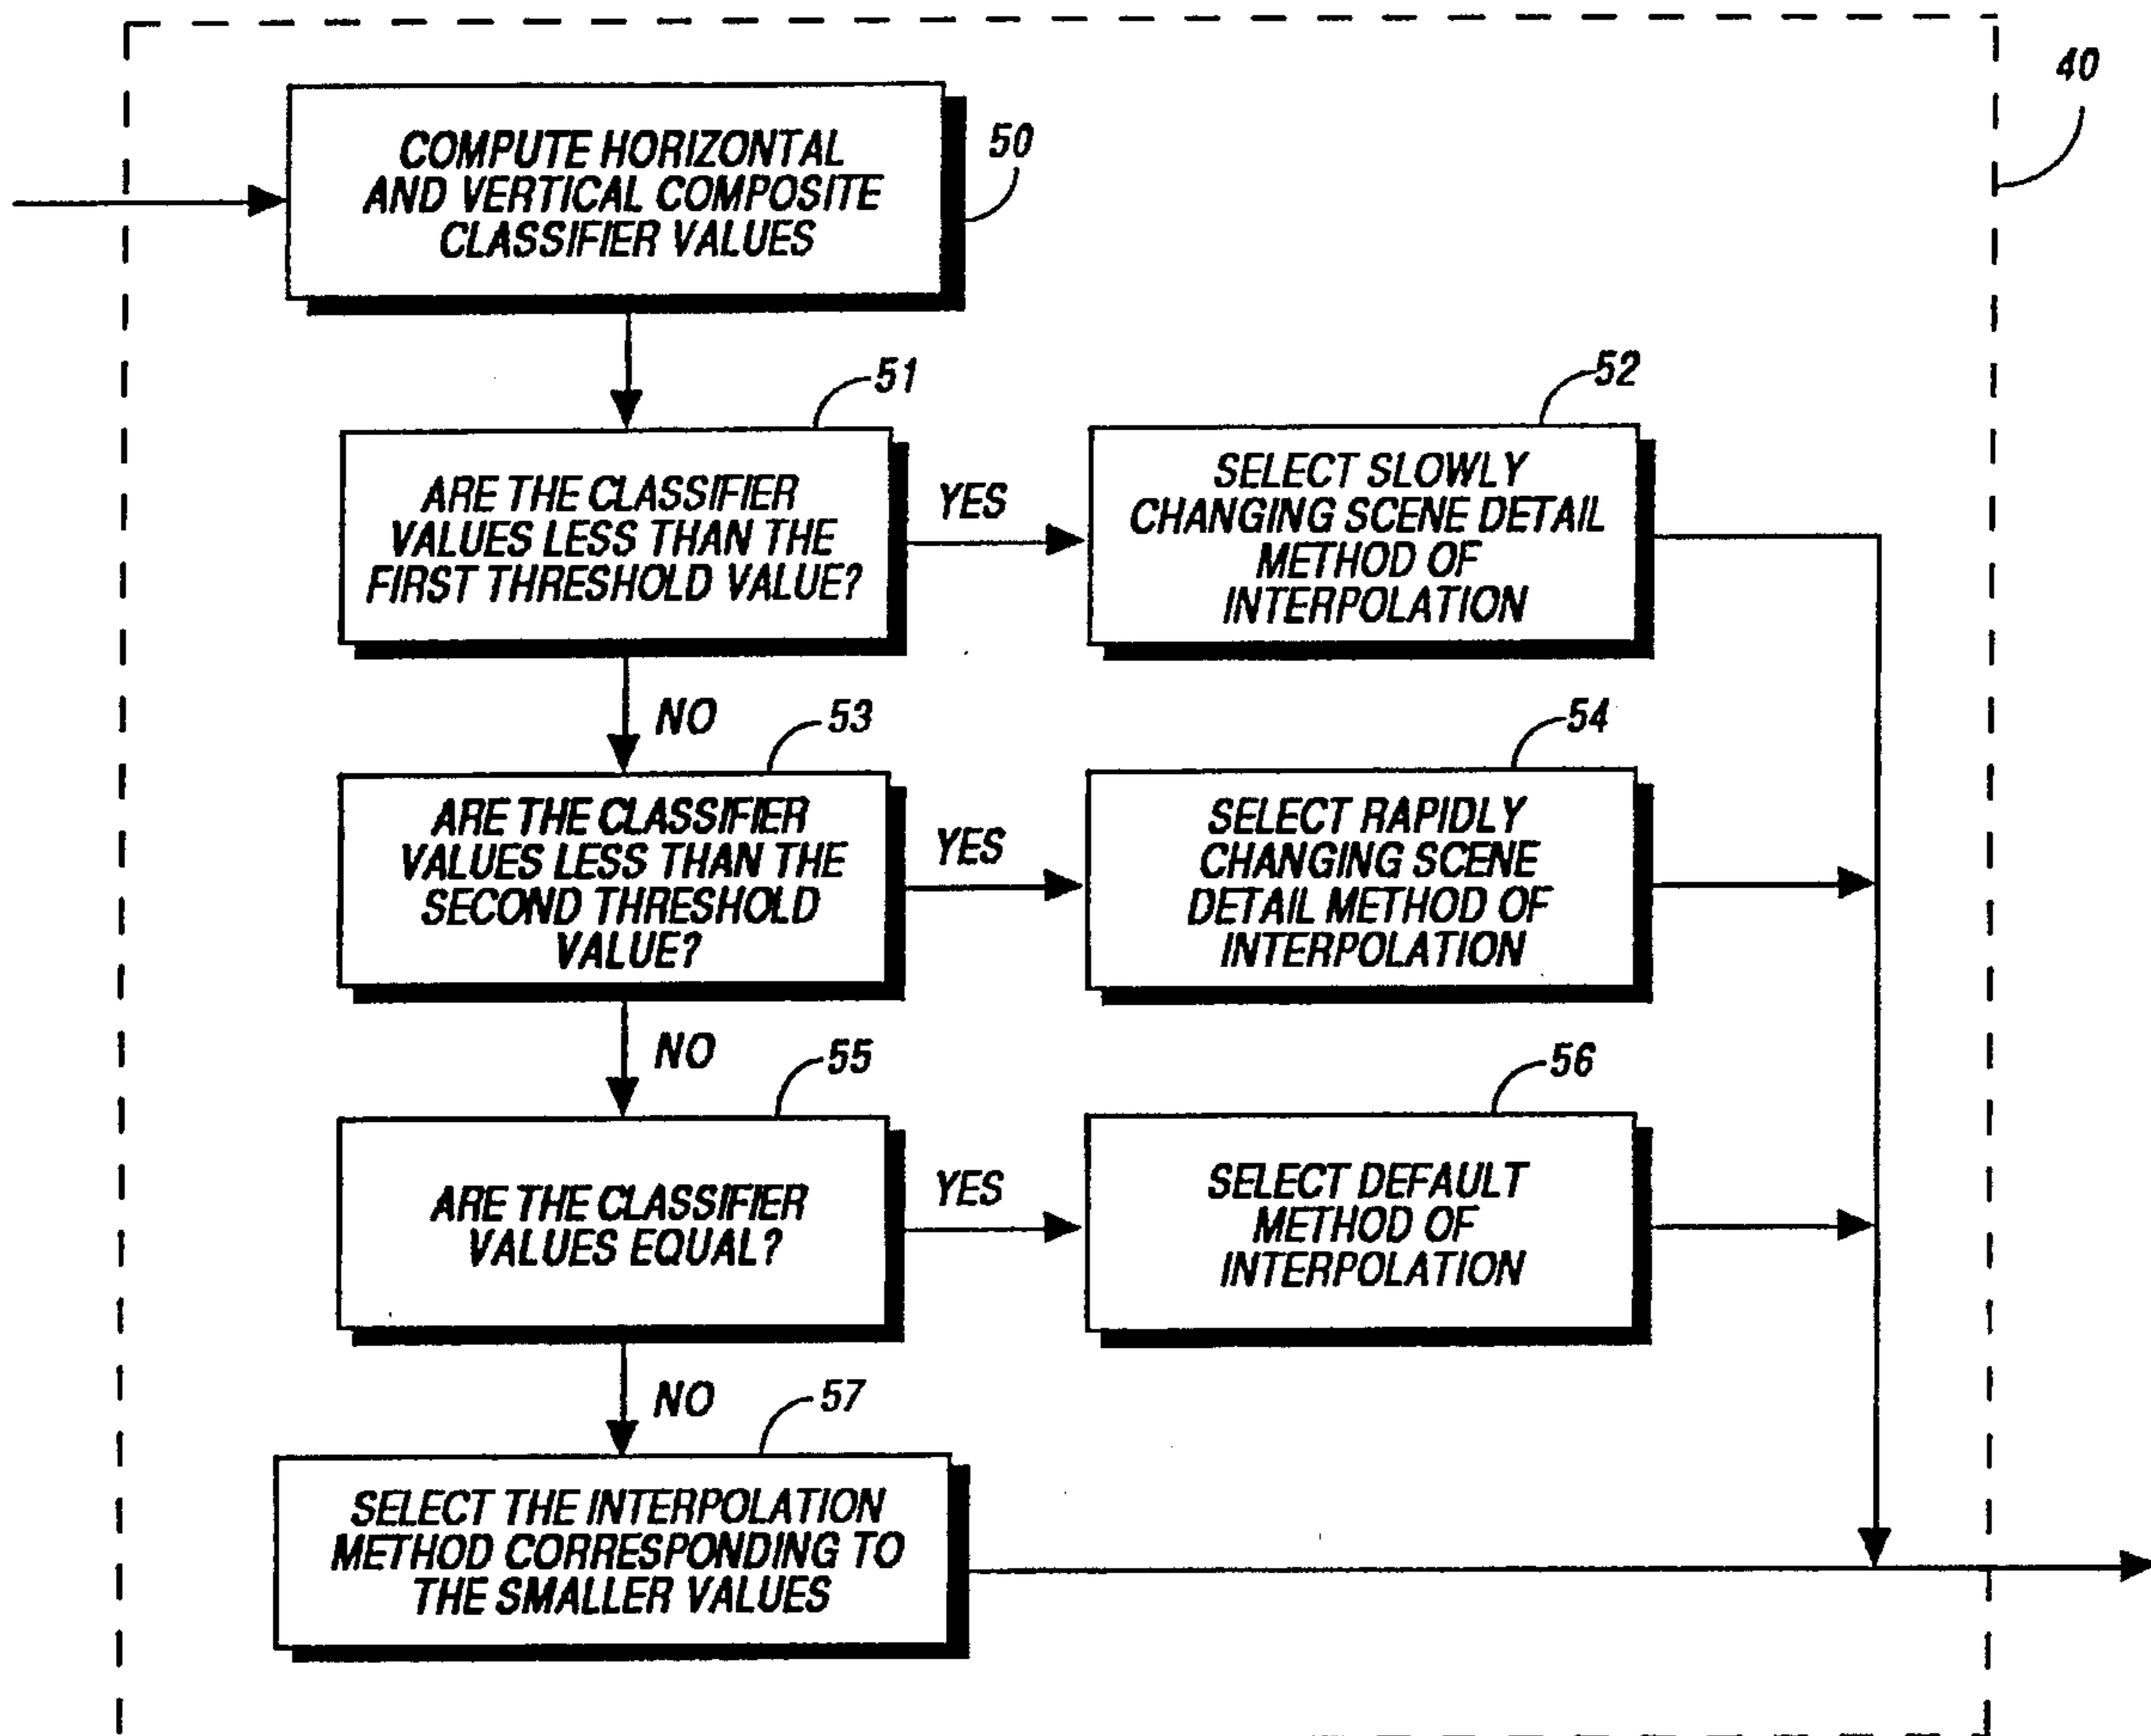 40
COMPUTE HORIZONTAL
AND VERTICAL COMPOSITE
CLASSIFIER VALUES
50
51
ARE THE CLASSIFIER
VALUES LESS THAN THE
FIRST THRESHOLD VALUE?
YES
52
SELECT SLOWLY
CHANGING SCENE DETAIL
METHOD OF
INTERPOLATION
NO
53
ARE THE CLASSIFIER
VALUES LESS THAN THE
SECOND THRESHOLD
VALUE?
YES
54
SELECT RAPIDLY
CHANGING SCENE
DETAIL METHOD OF
INTERPOLATION
NO
55
ARE THE CLASSIFIER
VALUES EQUAL?
YES
56
SELECT DEFAULT
METHOD OF
INTERPOLATION
NO
57
SELECT THE INTERPOLATION
METHOD CORRESPONDING TO
THE SMALLER VALUES